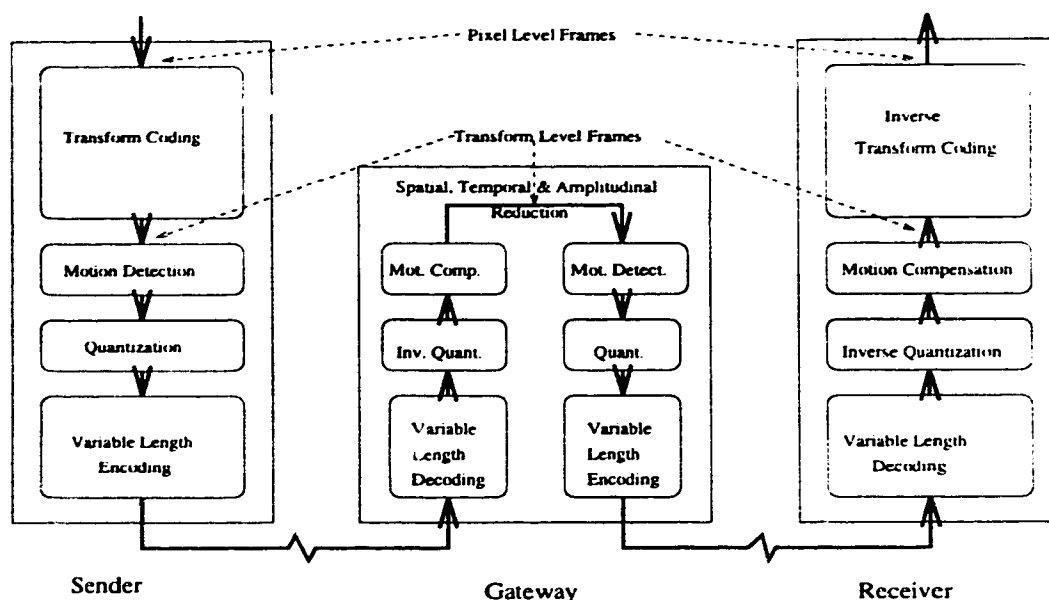 Pixel Level Frames
Transform Coding
Inverse
Transform Coding
Transform Level Frames
Spatial, Temporal & Amplitudinal
Reduction
Motion Detection
Mot. Comp.
Mot. Detect.
Motion Compensation
Quantization
Inv. Quant.
Quant.
Inverse Quantization
Variable Length
Encoding
Variable
Length
Decoding
Variable
Length
Encoding
Variable Length
Decoding
Sender
Gateway
Receiver